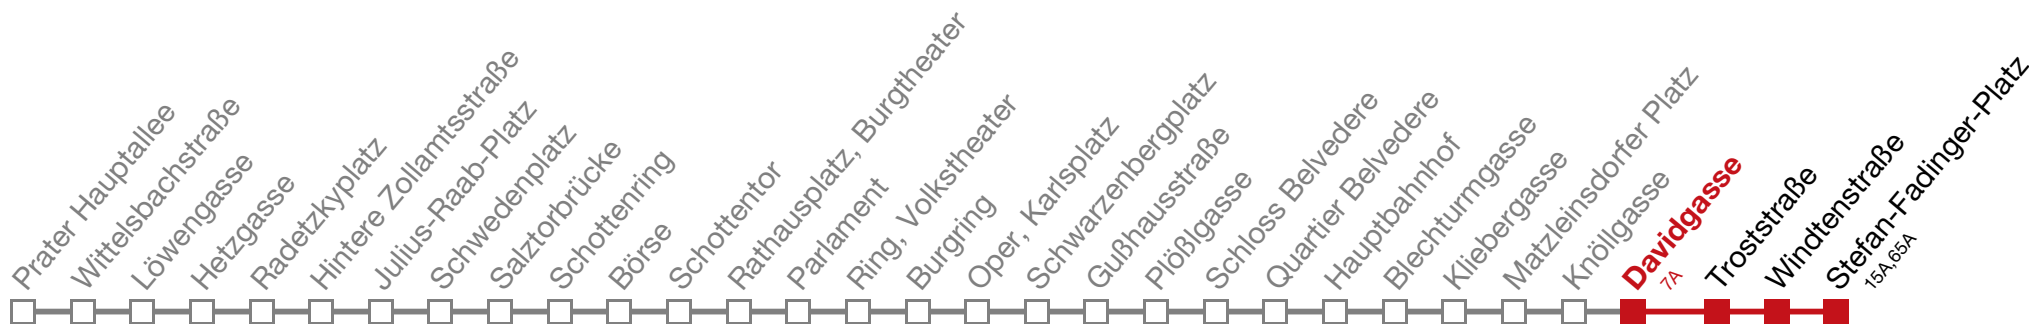 Prater Hauptallee
Wittelsbachstraße
Löwengasse
Hetzgasse
Radetzkyplatz
Hintere Zollamtsstraße
Julius-Raab-Platz
Schwedenplatz
Salztorbrücke
Schottenring
Börse
Schottentor
Rathausplatz, Burgtheater
Parlament
Ring, Volkstheater
Burgring
Oper, Karlsplatz
Schwarzenbergplatz
Gußhausstraße
Plößlgasse
Schloss Belvedere
Quartier Belvedere
Hauptbahnhof
Blechturmgasse
Kliebergasse
Matzleinsdorfer Platz
Knöllgasse
Davidgasse
7A
Troststraße
Windtenstraße
Stefan-Fadinger-Platz
15A,65A